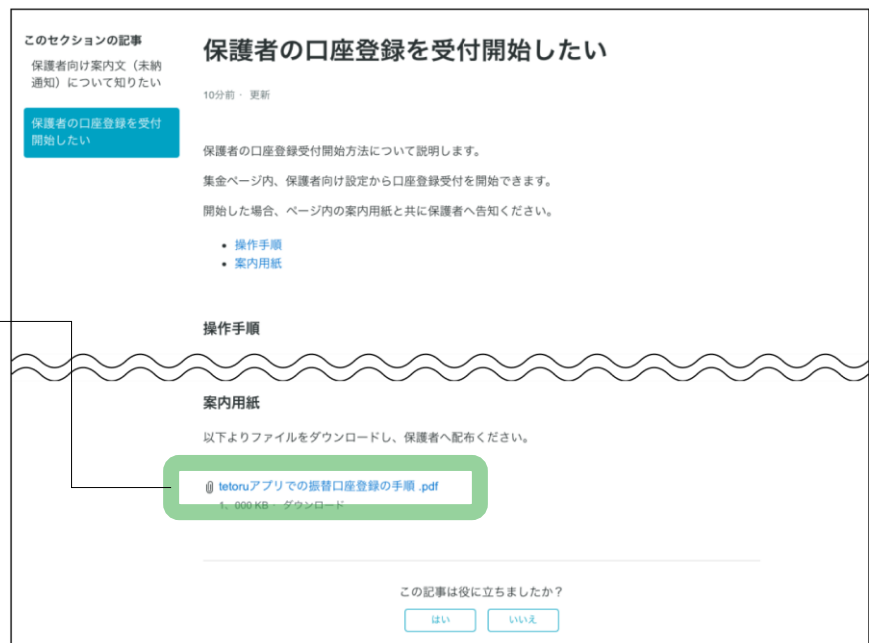 このセクションの記事
保護者向け案内文（未納
通知）について知りたい
保護者の口座登録を受付
開始したい
保護者の口座登録を受付開始したい
10分前 · 更新
保護者の口座登録受付開始方法について説明します。
集金ページ内、保護者向け設定から口座登録受付を開始できます。
開始した場合、ページ内の案内用紙と共に保護者へ告知ください。
• 操作手順
• 案内用紙
操作手順
案内用紙
以下よりファイルをダウンロードし、保護者へ配布ください。
tetoruアプリでの振替口座登録の手順 .pdf
1、000 KB · ダウンロード
この記事は役に立ちましたか？
はい
いいえ